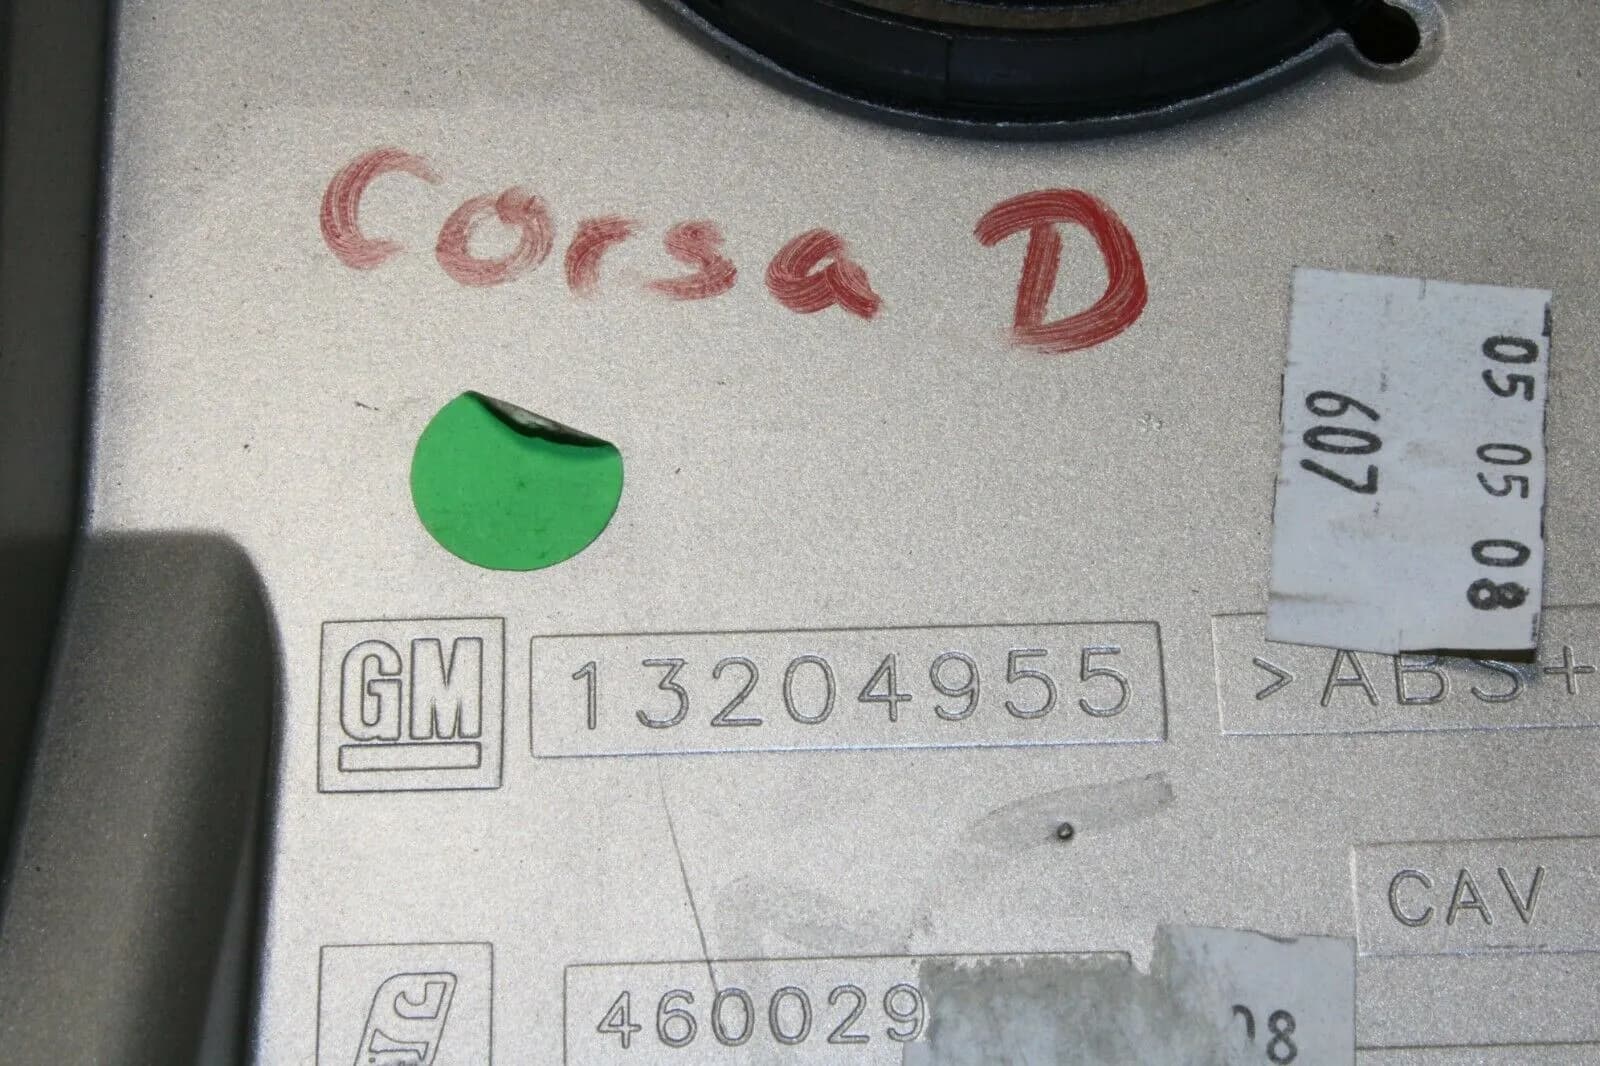 Corsa D
05 05 08
607
GM
13204955
>ABS+
CAV
460029
08